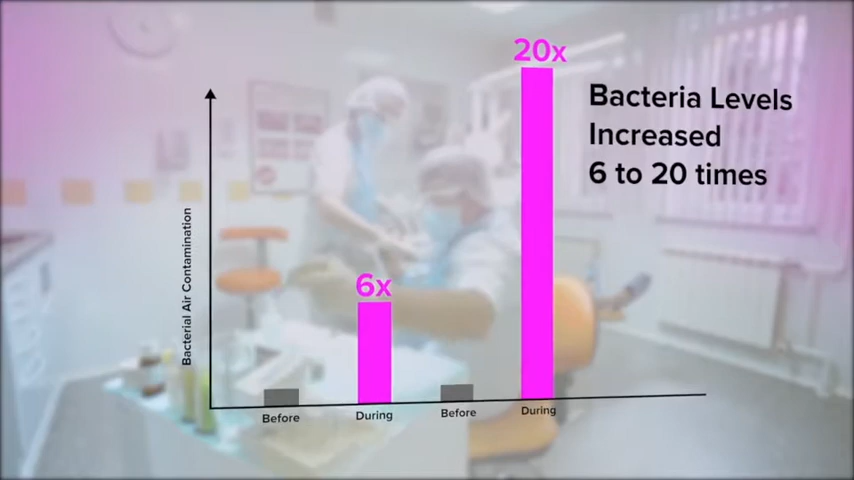 20x
Bacteria Levels
Increased
6 to 20 times
6x
Bacterial Air Contamination
Before
During
Before
During